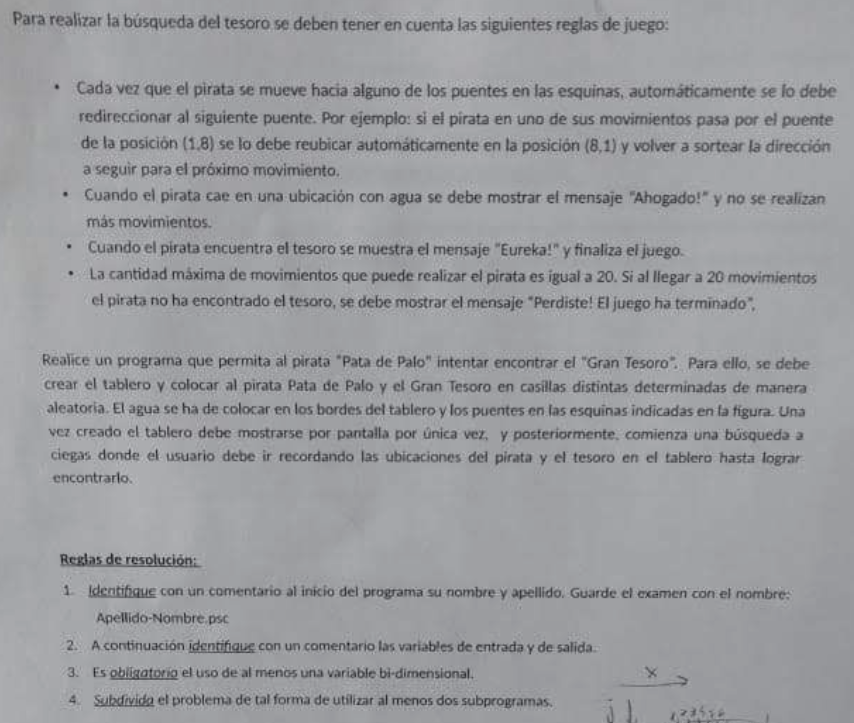 Para realizar la búsqueda del tesoro se deben tener en cuenta las siguientes reglas de juego:
• Cada vez que el pirata se mueve hacia alguno de los puentes en las esquinas, automáticamente se lo debe
redireccionar al siguiente puente. Por ejemplo: si el pirata en uno de sus movimientos pasa por el puente
de la posición (1,8) se lo debe reubicar automáticamente en la posición (8,1) y volver a sortear la dirección
a seguir para el próximo movimiento.
• Cuando el pirata cae en una ubicación con agua se debe mostrar el mensaje "Ahogado!" y no se realizan
más movimientos.
• Cuando el pirata encuentra el tesoro se muestra el mensaje "Eureka!" y finaliza el juego.
• La cantidad máxima de movimientos que puede realizar el pirata es igual a 20. Si al llegar a 20 movimientos
el pirata no ha encontrado el tesoro, se debe mostrar el mensaje "Perdiste! El juego ha terminado".
Realice un programa que permita al pirata "Pata de Palo" intentar encontrar el "Gran Tesoro". Para ello, se debe
crear el tablero y colocar al pirata Pata de Palo y el Gran Tesoro en casillas distintas determinadas de manera
aleatoria. El agua se ha de colocar en los bordes del tablero y los puentes en las esquinas indicadas en la figura. Una
vez creado el tablero debe mostrarse por pantalla por única vez, y posteriormente, comienza una búsqueda a
ciegas donde el usuario debe ir recordando las ubicaciones del pirata y el tesoro en el tablero hasta lograr
encontrarlo.
Reglas de resolución:
1. Identifique con un comentario al inicio del programa su nombre y apellido. Guarde el examen con el nombre:
Apellido-Nombre.psc
2. A continuación identifique con un comentario las variables de entrada y de salida.
3. Es obligatorio el uso de al menos una variable bi-dimensional.
4. Subdivida el problema de tal forma de utilizar al menos dos subprogramas.
x